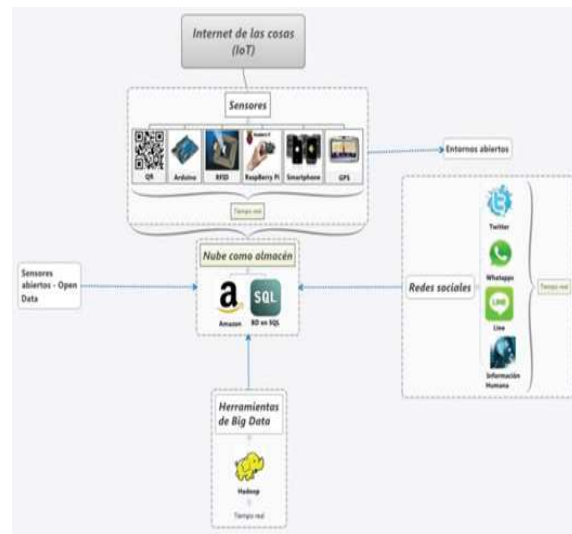 Internet de las cosas
(IoT)
Sensores
QR
Arduino
RFID
RaspBerry Pi
Smartphone
GPS
Tiempo real
Entornos abiertos
Nube como almacén
a
Amazon
SQL
BD en SQL
Sensores
abiertos - Open
Data
Redes sociales
Twitter
Whatapps
LINE
Line
Información
Humana
Tiempo real
Herramientas
de Big Data
Hadoop
Tiempo real